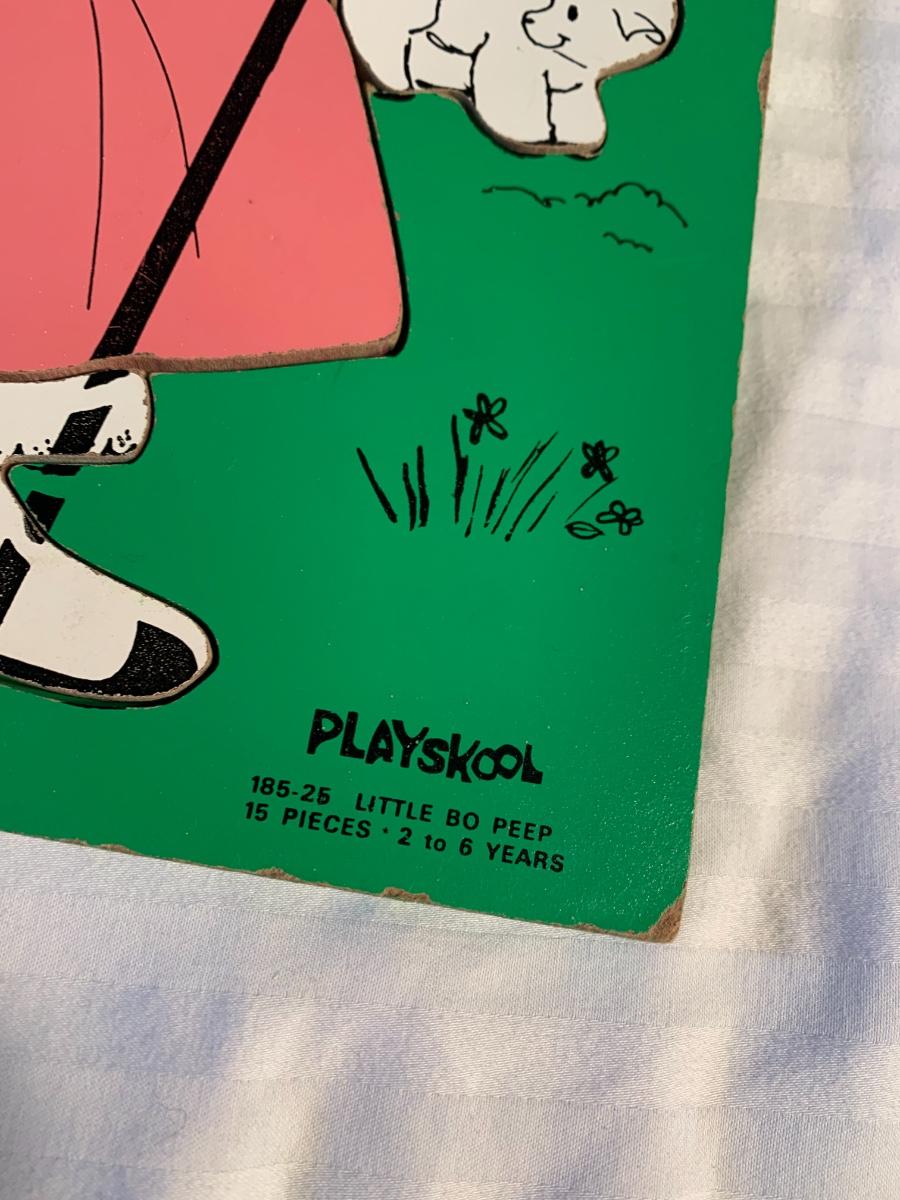 PLAYSKOOL
185-25 LITTLE BO PEEP
15 PIECES · 2 to 6 YEARS